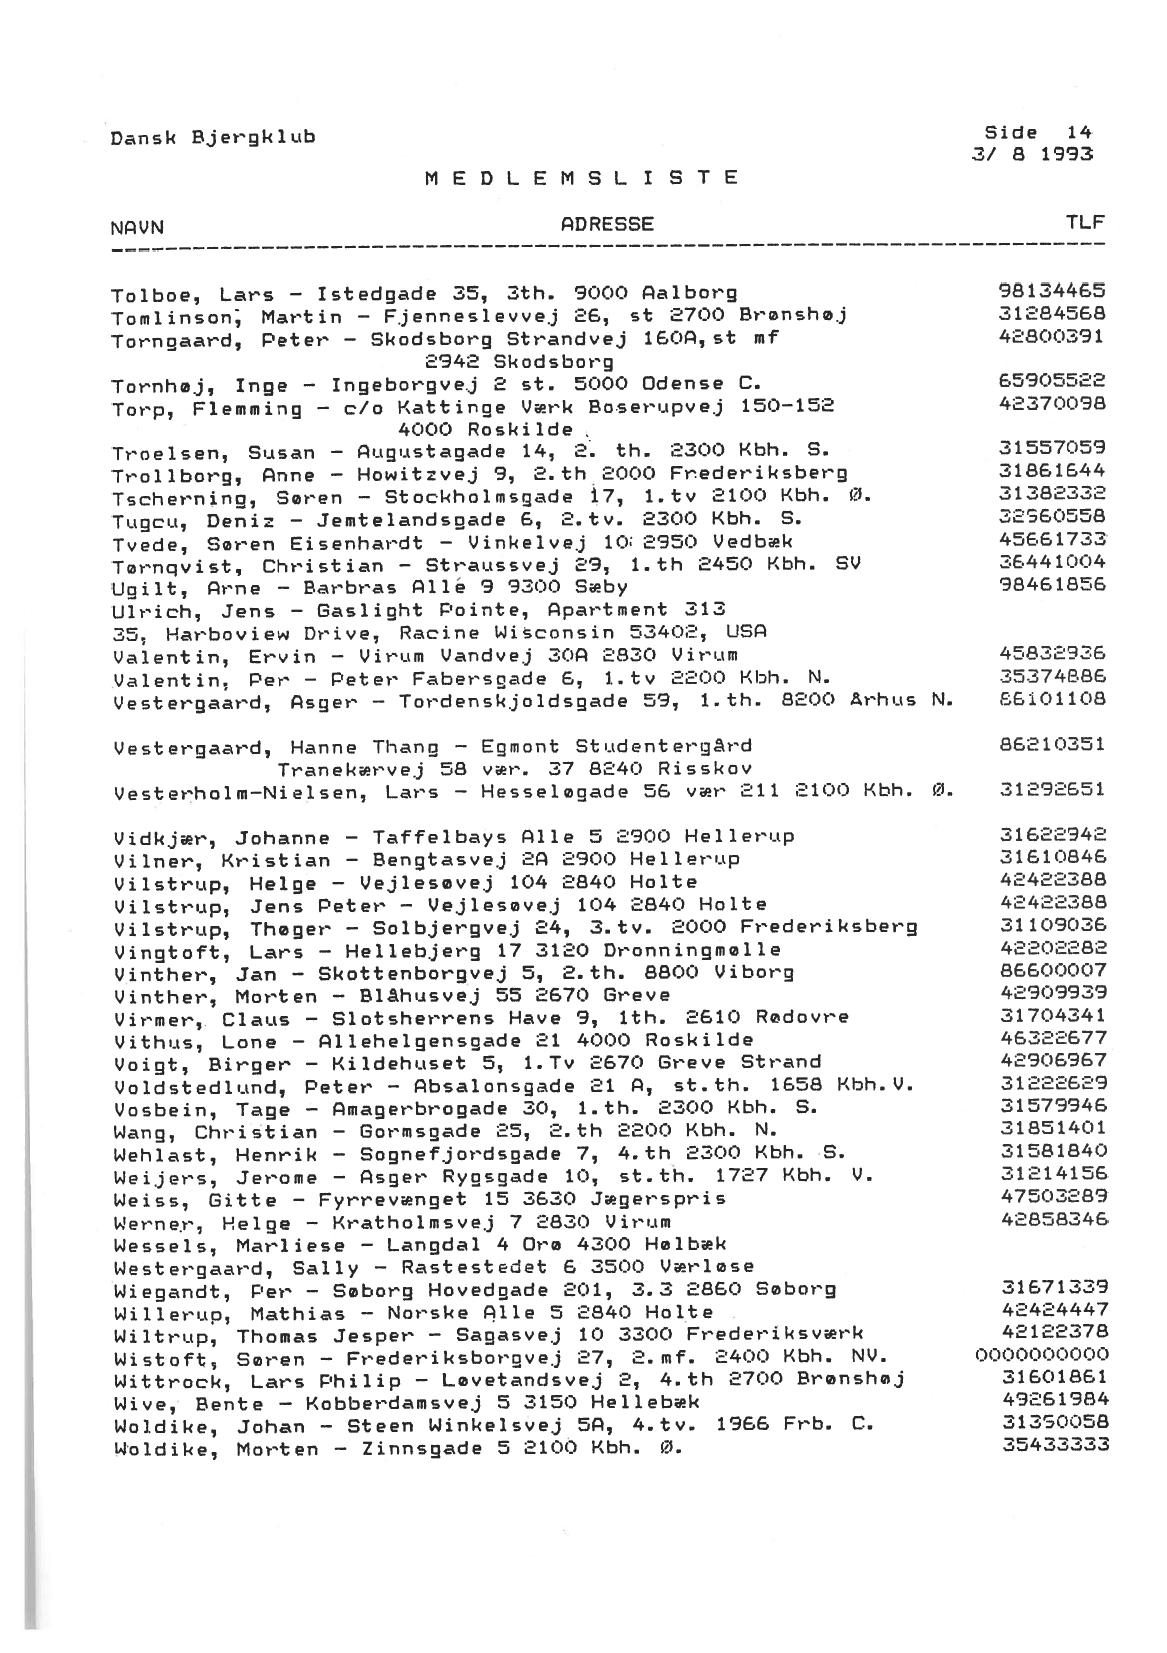 Dansk Bjergklub Side 14
3/ 8 1993
M E D L E M S L I S T E
NAVN ADRESSE TLF
--------------------------------------------------------------------------
Tolboe, Lars - Istedgade 35, 3th. 9000 Aalborg 98134465
Tomlinson, Martin - Fjenneslevvej 26, st 2700 Brønshøj 31284568
Torngaard, Peter - Skodsborg Strandvej 160A,st mf 42800391
2942 Skodsborg
Tornhøj, Inge - Ingeborgvej 2 st. 5000 Odense C. 65905522
Torp, Flemming - c/o Kattinge Værk Boserupvej 150-152 42370098
4000 Roskilde
Troelsen, Susan - Augustagade 14, 2. th. 2300 Kbh. S. 31557059
Trollborg, Anne - Howitzvej 9, 2.th 2000 Frederiksberg 31861644
Tscherning, Søren - Stockholmsgade 17, 1.tv 2100 Kbh. Ø. 31382332
Tugcu, Deniz - Jemtelandsgade 6, 2.tv. 2300 Kbh. S. 32960558
Tvede, Søren Eisenhardt - Vinkelvej 10; 2950 Vedbæk 45661733
Tørnqvist, Christian - Straussvej 29, 1.th 2450 Kbh. SV 36441004
Ugilt, Arne - Barbras Allé 9 9300 Sæby 98461856
Ulrich, Jens - Gaslight Pointe, Apartment 313
35, Harboview Drive, Racine Wisconsin 53402, USA
Valentin, Ervin - Virum Vandvej 30A 2830 Virum 45832936
Valentin, Per - Peter Fabersgade 6, 1.tv 2200 Kbh. N. 35374886
Vestergaard, Asger - Tordenskjoldsgade 59, 1.th. 8200 Arhus N. 86101108
Vestergaard, Hanne Thang - Egmont Studentergård 86210351
Tranekærvej 58 vær. 37 8240 Risskov
Vesterholm-Nielsen, Lars - Hesseløgade 56 vær 211 2100 Kbh. Ø. 31292651
Vidkjær, Johanne - Taffelbays Alle 5 2900 Hellerup 31622942
Vilner, Kristian - Bengtasvej 2A 2900 Hellerup 31610846
Vilstrup, Helge - Vejlesøvej 104 2840 Holte 42422388
Vilstrup, Jens Peter - Vejlesøvej 104 2840 Holte 42422388
Vilstrup, Thøger - Solbjergvej 24, 3.tv. 2000 Frederiksberg 31109036
Vingtoft, Lars - Hellebjerg 17 3120 Dronningmølle 42202282
Vinther, Jan - Skottenborgvej 5, 2.th. 8800 Viborg 86600007
Vinther, Morten - Blåhusvej 55 2670 Greve 42909939
Virmer, Claus - Slotsherrens Have 9, 1th. 2610 Rødovre 31704341
Vithus, Lone - Allehelgensgade 21 4000 Roskilde 46322677
Voigt, Birger - Kildehuset 5, 1.Tv 2670 Greve Strand 42906967
Voldstedlund, Peter - Absalonsgade 21 A, st.th. 1658 Kbh.V. 31222629
Vosbein, Tage - Amagerbrogade 30, 1.th. 2300 Kbh. S. 31579946
Wang, Christian - Gormsgade 25, 2.th 2200 Kbh. N. 31851401
Wehlast, Henrik - Sognefjordsgade 7, 4.th 2300 Kbh. S. 31581840
Weijers, Jerome - Asger Rygsgade 10, st.th. 1727 Kbh. V. 31214156
Weiss, Gitte - Fyrrevænget 15 3630 Jægerspris 47503289
Werner, Helge - Kratholmsvej 7 2830 Virum 42858346
Wessels, Marliese - Langdal 4 Orø 4300 Hølbæk
Westergaard, Sally - Rastestedet 6 3500 Værløse
Wiegandt, Per - Søborg Hovedgade 201, 3.3 2860 Søborg 31671339
Willerup, Mathias - Norske Alle 5 2840 Holte 42424447
Wiltrup, Thomas Jesper - Sagasvej 10 3300 Frederiksværk 42122378
Wistoft, Søren - Frederiksborgvej 27, 2.mf. 2400 Kbh. NV. 0000000000
Wittrock, Lars Philip - Løvetandsvej 2, 4.th 2700 Brønshøj 31601861
Wive, Bente - Kobberdamsvej 5 3150 Hellebæk 49261984
Woldike, Johan - Steen Winkelsvej 5A, 4.tv. 1966 Frb. C. 31350058
Woldike, Morten - Zinnsgade 5 2100 Kbh. Ø. 35433333